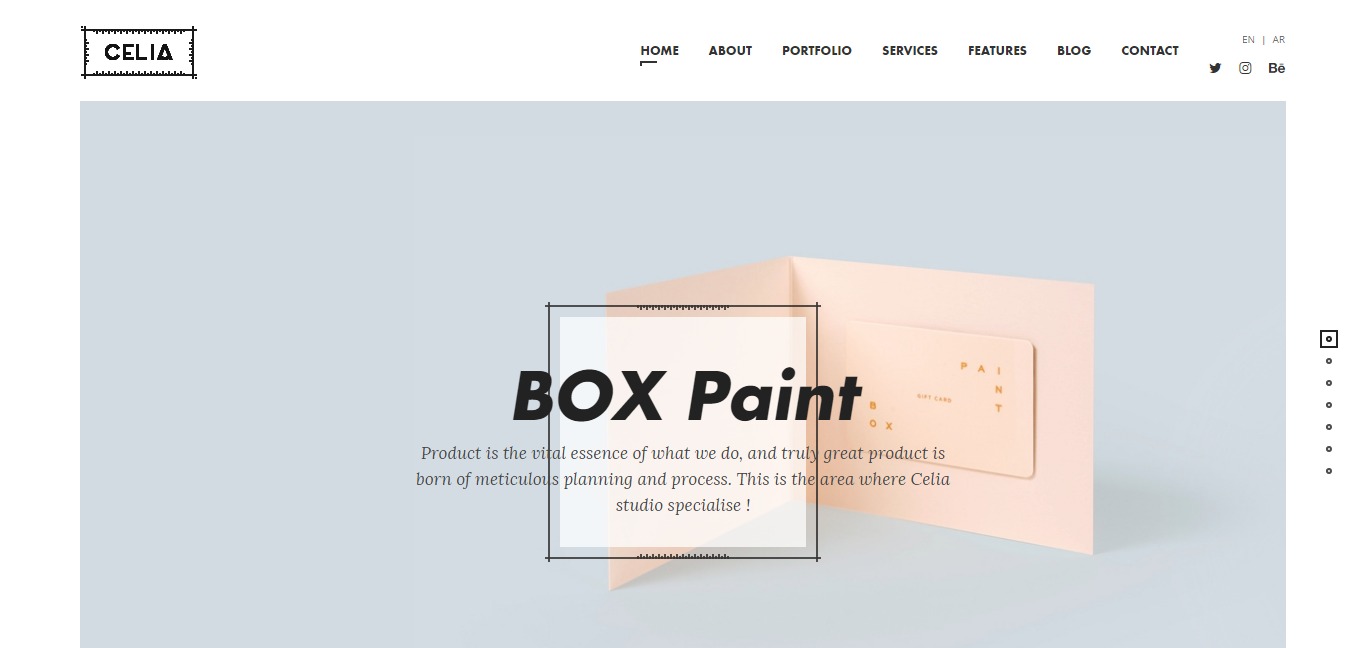 CELIA
HOME ABOUT PORTFOLIO SERVICES FEATURES BLOG CONTACT
EN | AR
Bē
BOX Paint
Product is the vital essence of what we do, and truly great product is
born of meticulous planning and process. This is the area where Celia
studio specialise !
P A I
N
T
GIFT CARD
B
O X